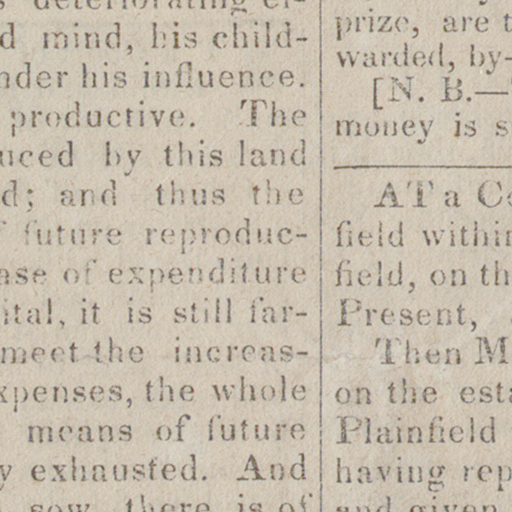 deteriorating
d mind, his child-
nder his influence.
productive. The
uced by this land
d; and thus the
f future reproduc-
ase of expenditure
ital, it is still far-
meet the increas-
xpenses, the whole
means of future
y exhausted. And
sow, there is of
prize, are t
warded, by-
[N. B.—
money is s
AT a Co
field within
field, on th
Present,
Then M
on the esta
Plainfield
having rep
and given